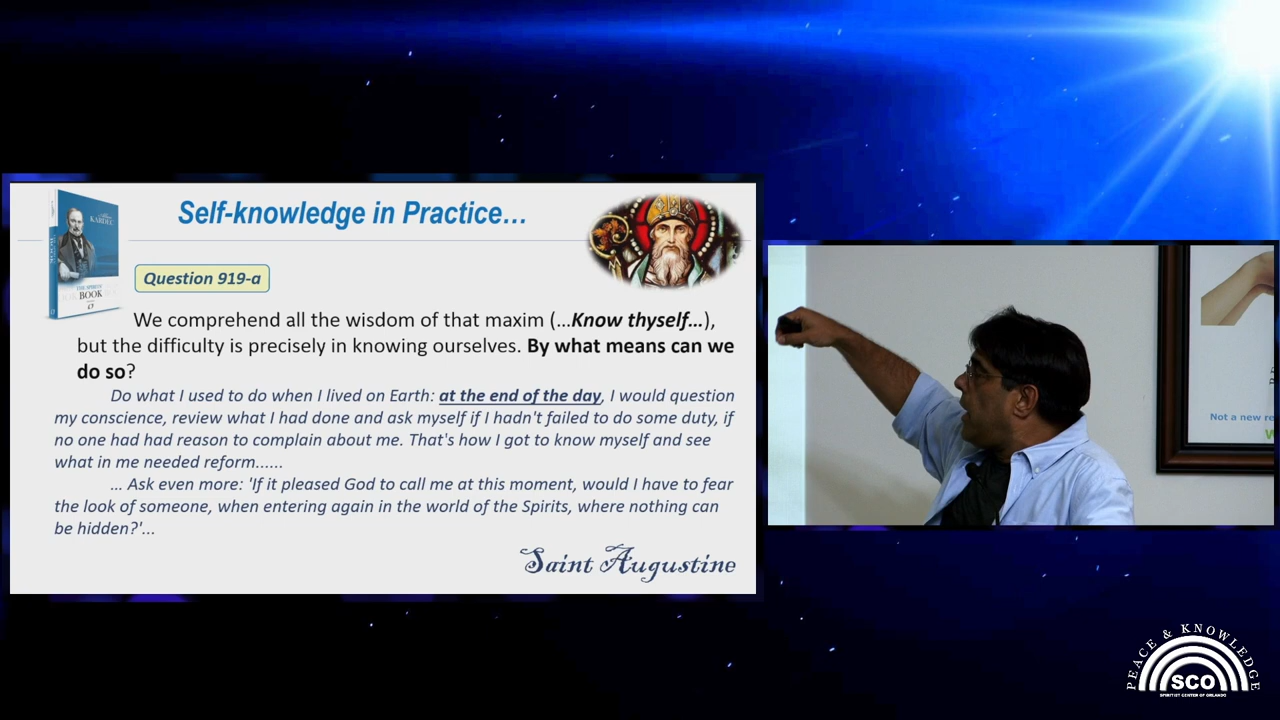 Self-knowledge in Practice...
KARDEC
THE SPIRITS'
BOOK
Question 919-a
We comprehend all the wisdom of that maxim (...Know thyself...),
but the difficulty is precisely in knowing ourselves. By what means can we
do so?
Do what I used to do when I lived on Earth: at the end of the day, I would question
my conscience, review what I had done and ask myself if I hadn't failed to do some duty, if
no one had had reason to complain about me. That's how I got to know myself and see
what in me needed reform......
... Ask even more: 'If it pleased God to call me at this moment, would I have to fear
the look of someone, when entering again in the world of the Spirits, where nothing can
be hidden?'...
Saint Augustine
Not a new re
PEACE & KNOWLEDGE
SCO
SPIRITIST CENTER OF ORLANDO